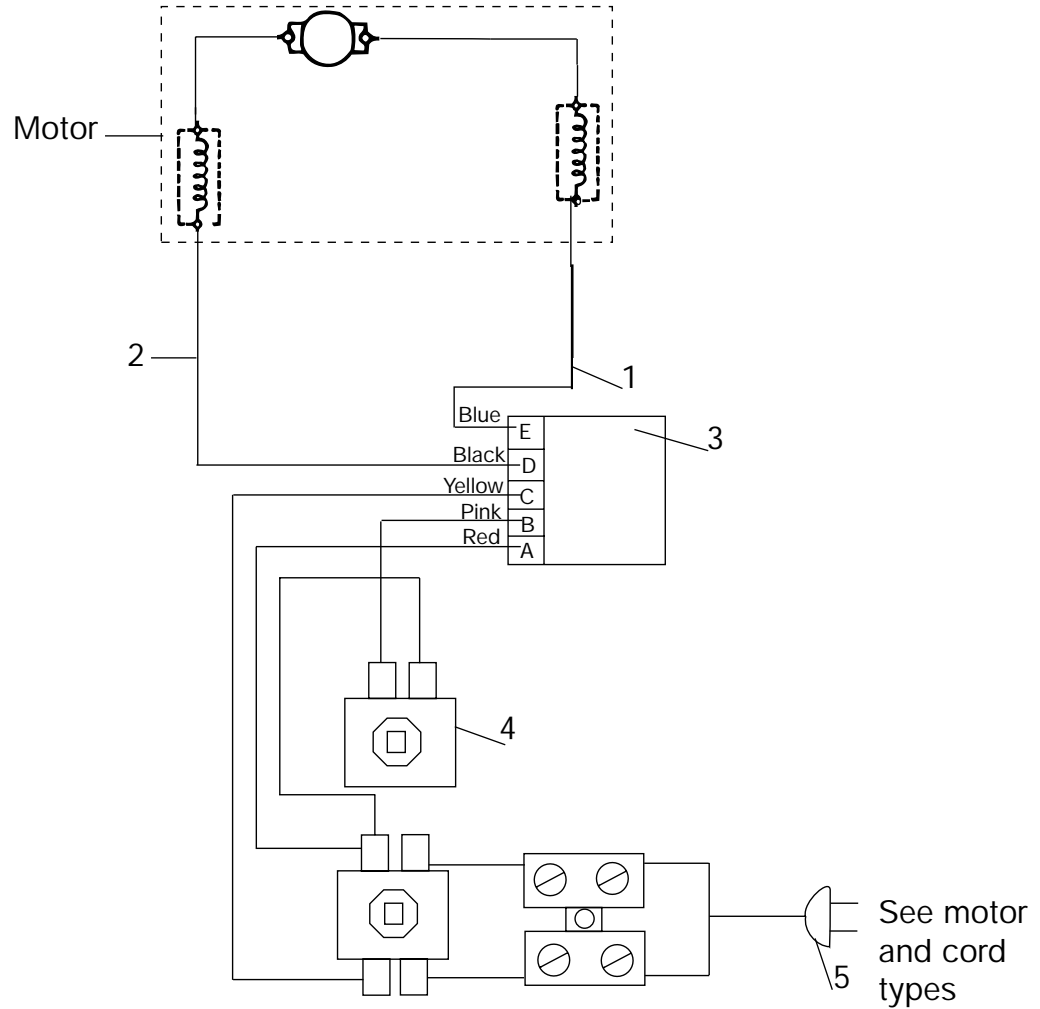 Motor
2
1
Blue
E
3
Black
D
Yellow
C
Pink
B
Red
A
4
See motor
and cord
types
5